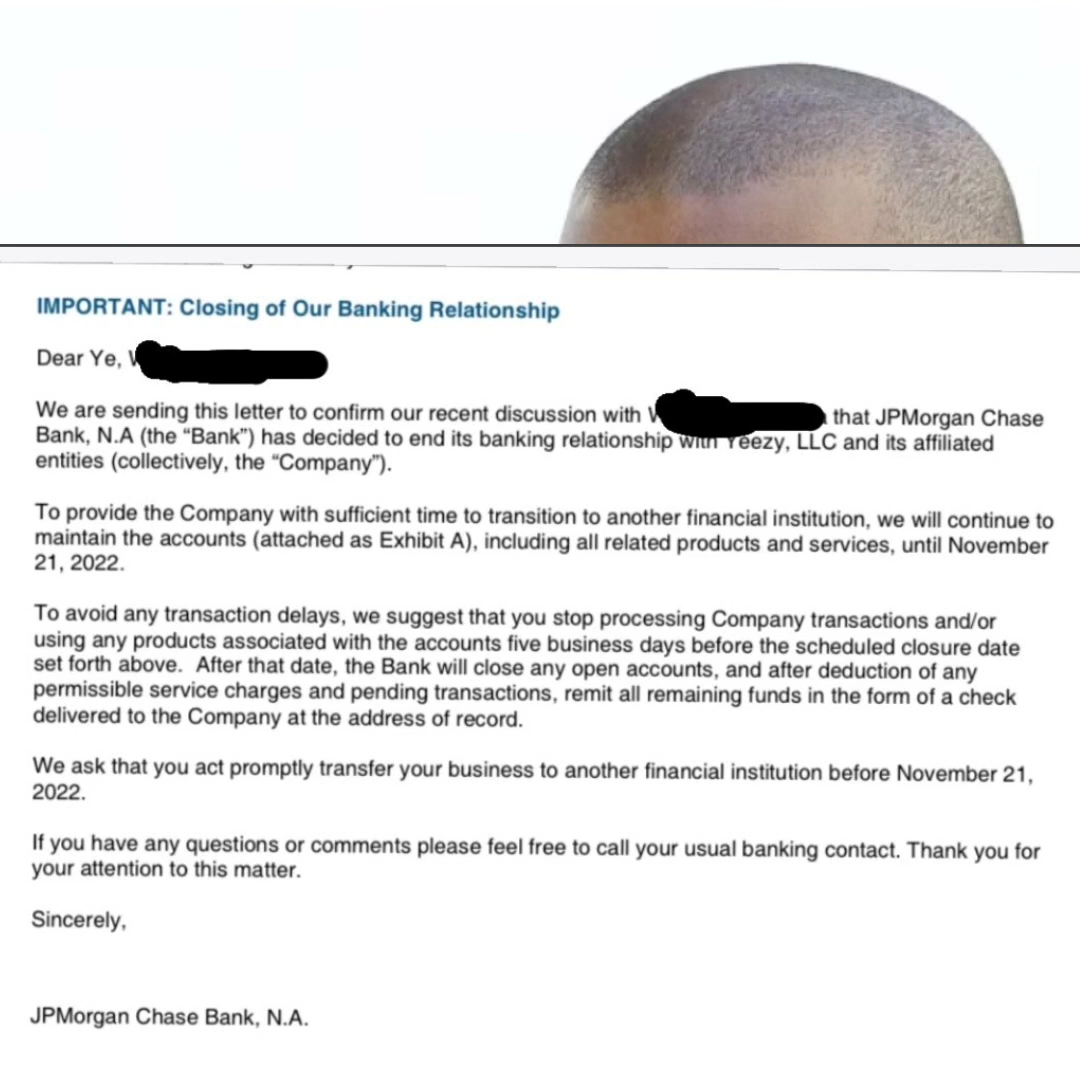 IMPORTANT: Closing of Our Banking Relationship
Dear Ye,
We are sending this letter to confirm our recent discussion with that JPMorgan Chase
Bank, N.A (the “Bank”) has decided to end its banking relationship with Yeezy, LLC and its affiliated
entities (collectively, the “Company”).
To provide the Company with sufficient time to transition to another financial institution, we will continue to
maintain the accounts (attached as Exhibit A), including all related products and services, until November
21, 2022.
To avoid any transaction delays, we suggest that you stop processing Company transactions and/or
using any products associated with the accounts five business days before the scheduled closure date
set forth above. After that date, the Bank will close any open accounts, and after deduction of any
permissible service charges and pending transactions, remit all remaining funds in the form of a check
delivered to the Company at the address of record.
We ask that you act promptly transfer your business to another financial institution before November 21,
2022.
If you have any questions or comments please feel free to call your usual banking contact. Thank you for
your attention to this matter.
Sincerely,
JPMorgan Chase Bank, N.A.